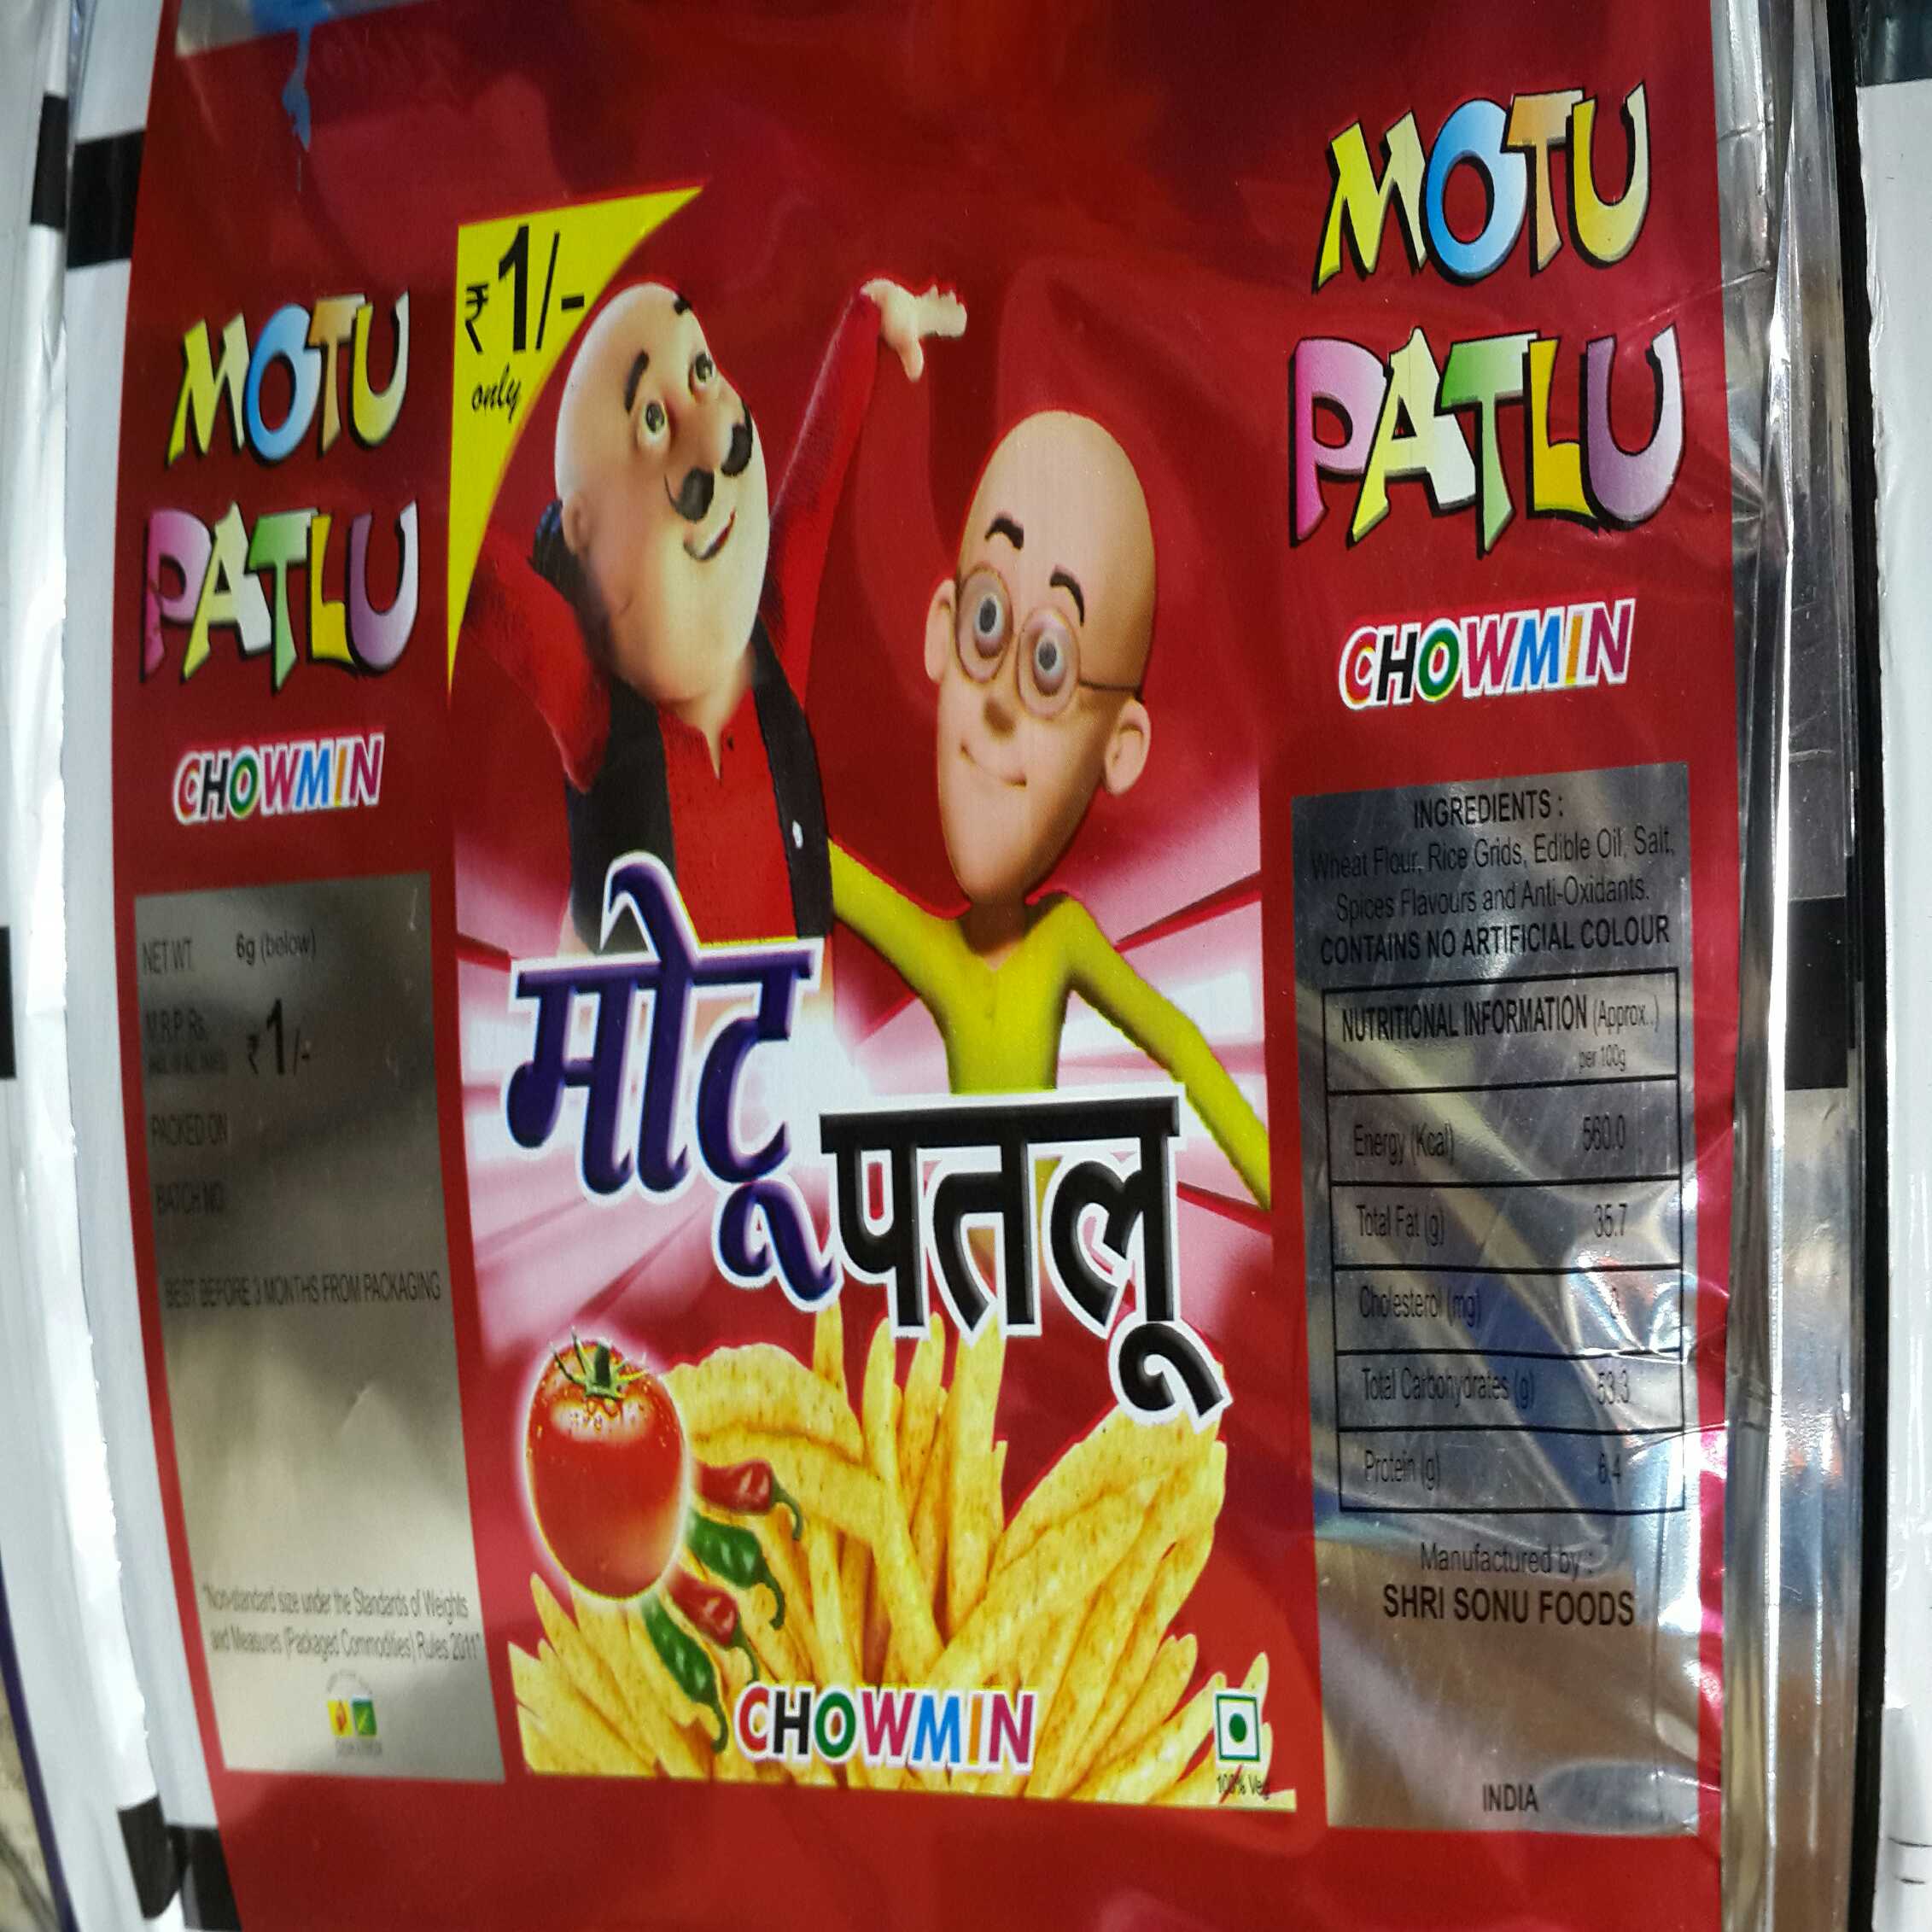 MOTU
PATLU
CHOWMIN
NET WT. 6g (below)
M.R.P. Rs. ₹ 1/-
PACKED ON
BATCH NO.
BEST BEFORE 3 MONTHS FROM PACKAGING
"Non-standard size under the Standards of Weights
and Measures (Packaged Commodities) Rules 2011"
₹1/-
only
मोटू
पतलू
CHOWMIN
100% Veg.
MOTU
PATLU
CHOWMIN
INGREDIENTS :
Wheat Flour, Rice Grids, Edible Oil, Salt,
Spices Flavours and Anti-Oxidants.
CONTAINS NO ARTIFICIAL COLOUR
NUTRITIONAL INFORMATION (Approx..)
per 100g
Energy (Kcal) 560.0
Total Fat (g) 35.7
Cholesterol (mg)
Total Carbohydrates (g) 53.3
Protein (g) 6.4
Manufactured by :
SHRI SONU FOODS
INDIA